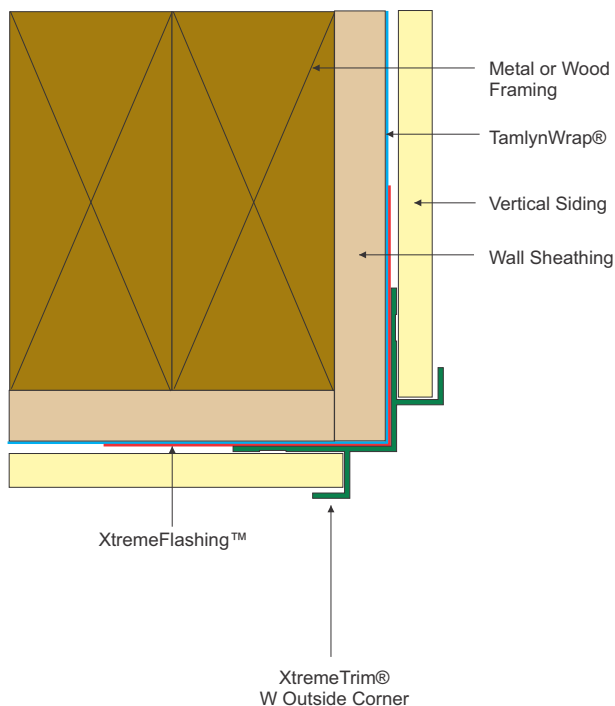 Metal or Wood
Framing
TamlynWrap®
Vertical Siding
Wall Sheathing
XtremeFlashing™
XtremeTrim®
W Outside Corner